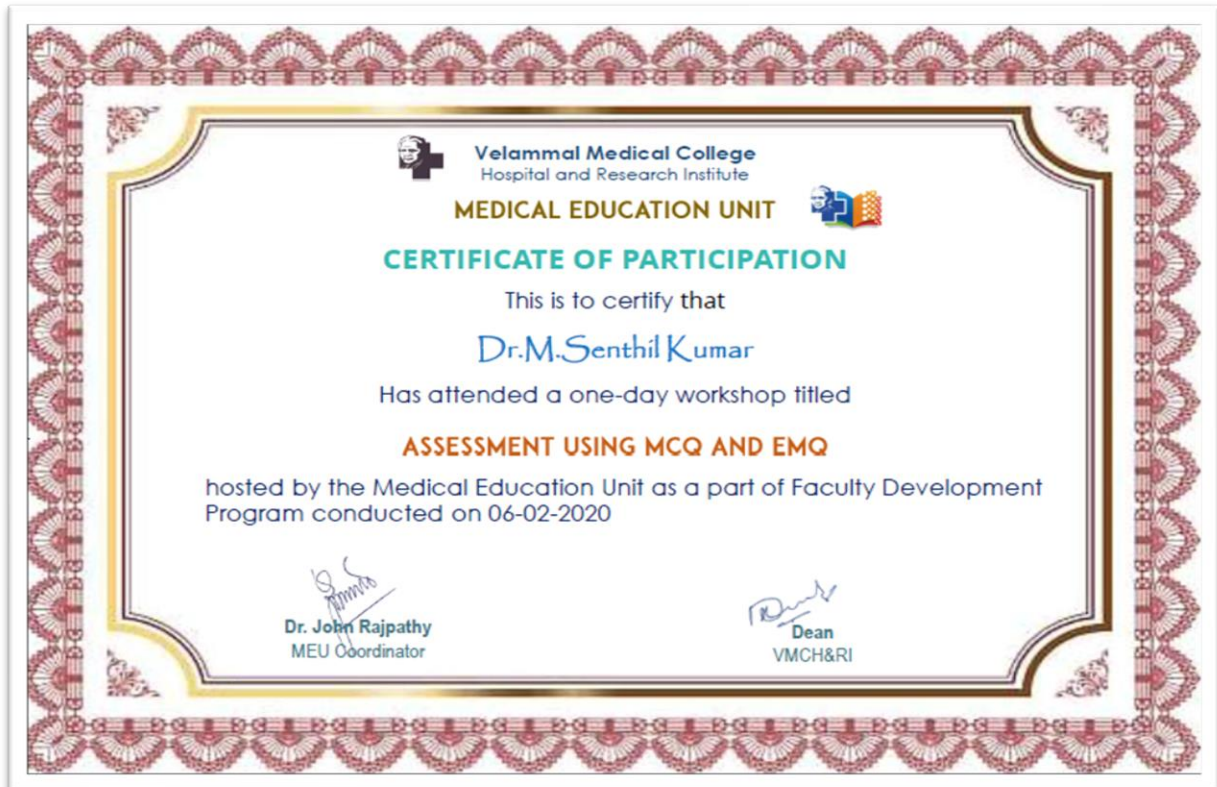 Velammal Medical College
Hospital and Research Institute
MEDICAL EDUCATION UNIT
CERTIFICATE OF PARTICIPATION
This is to certify that
Dr.M.Senthil Kumar
Has attended a one-day workshop titled
ASSESSMENT USING MCQ AND EMQ
hosted by the Medical Education Unit as a part of Faculty Development
Program conducted on 06-02-2020
Dr. John Rajpathy
MEU Coordinator
Dean
VMCH&RI